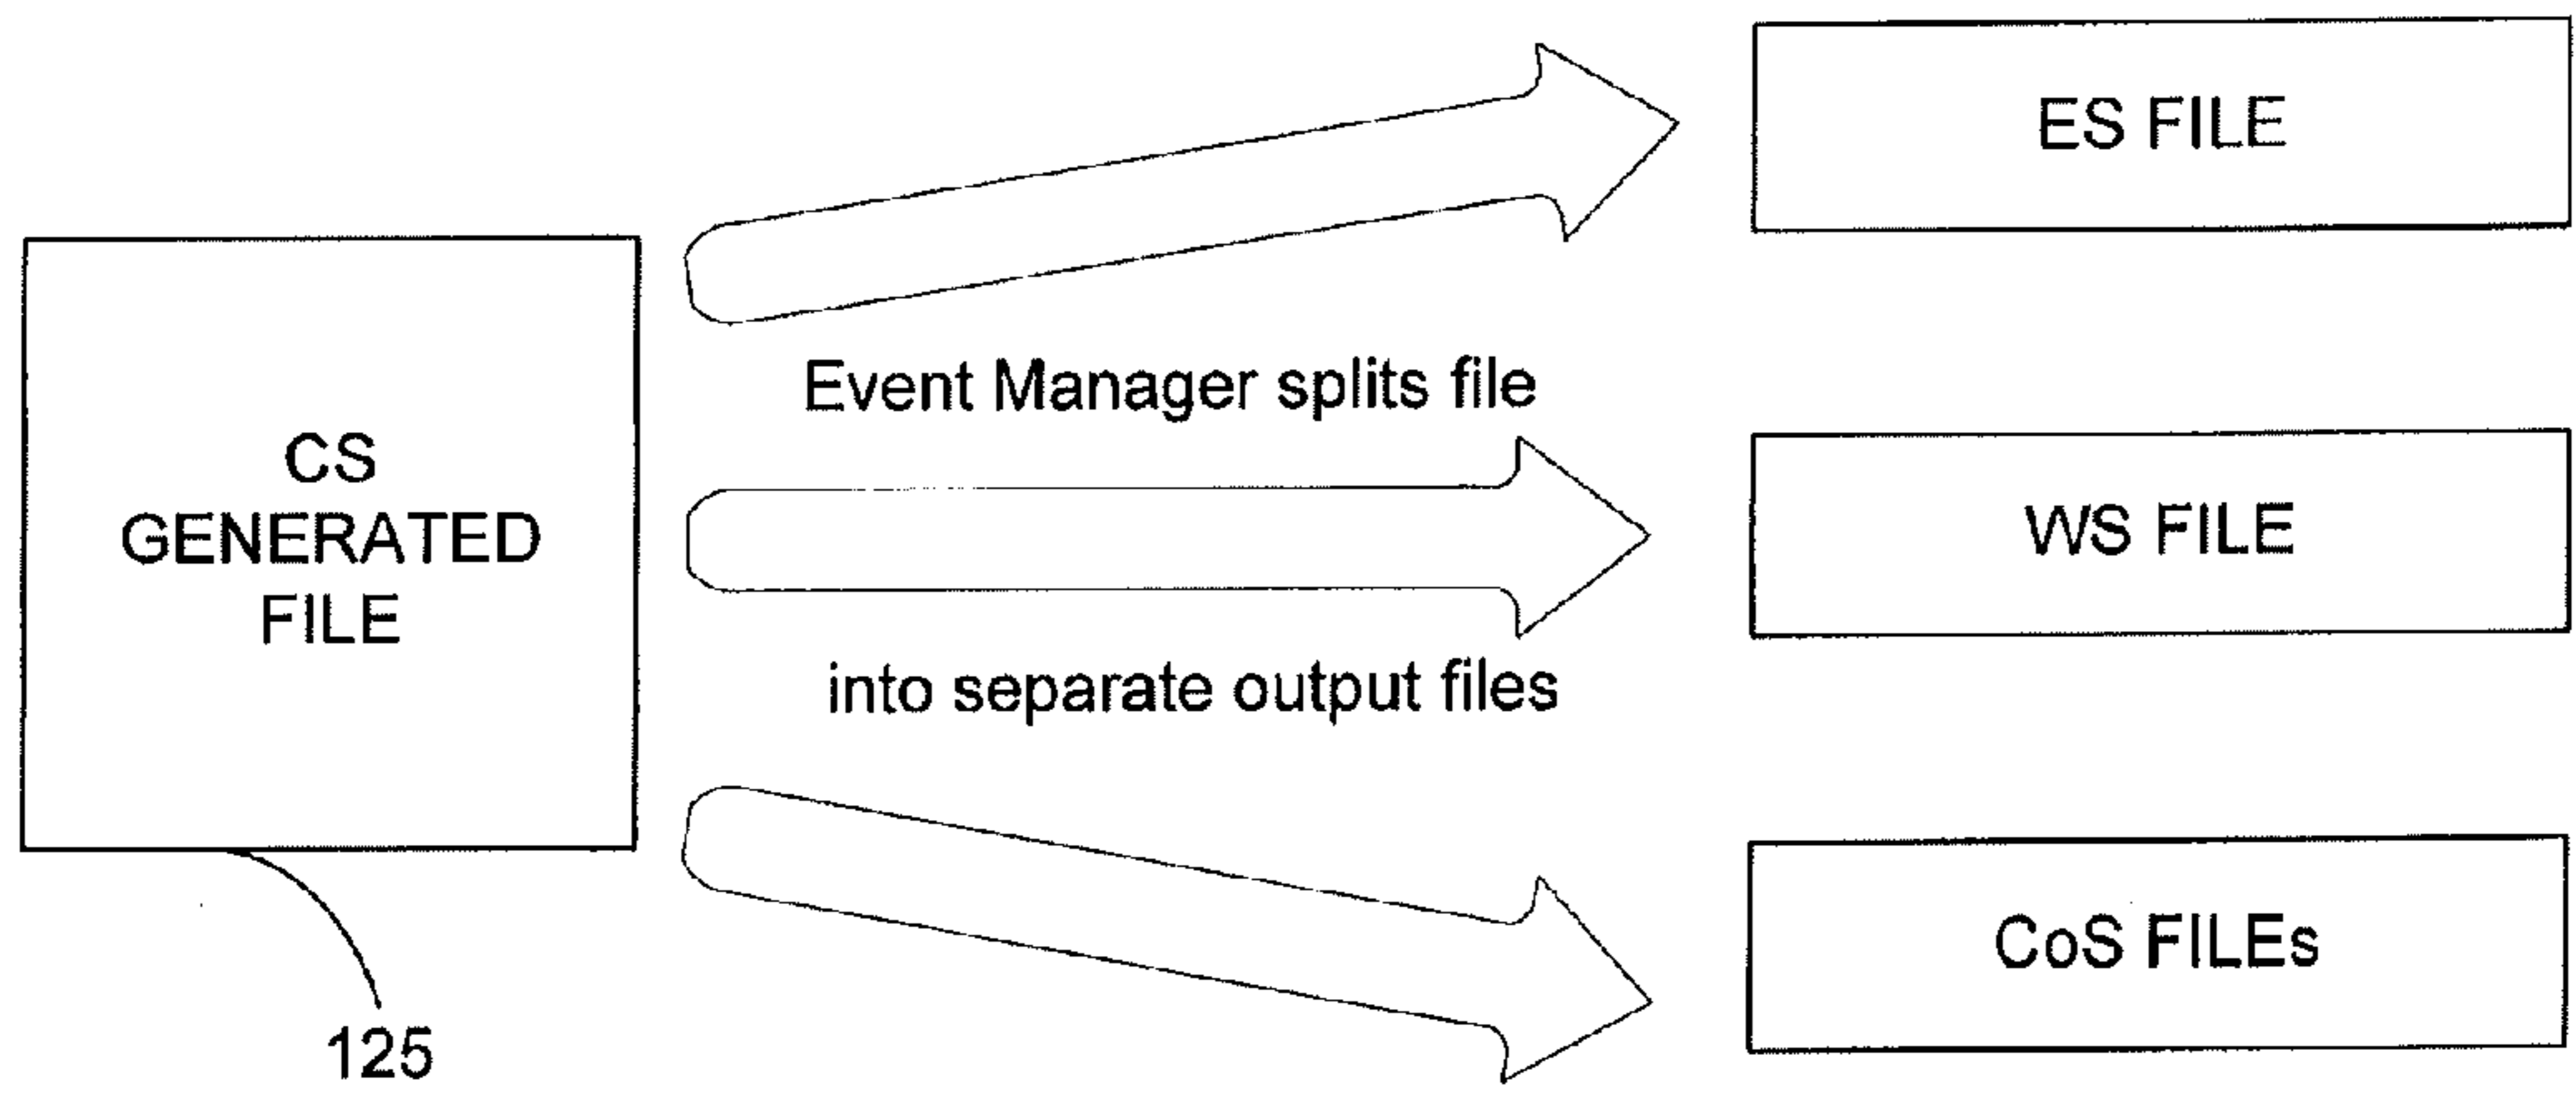 CS
GENERATED
FILE
125
Event Manager splits file
into separate output files
ES FILE
WS FILE
CoS FILEs